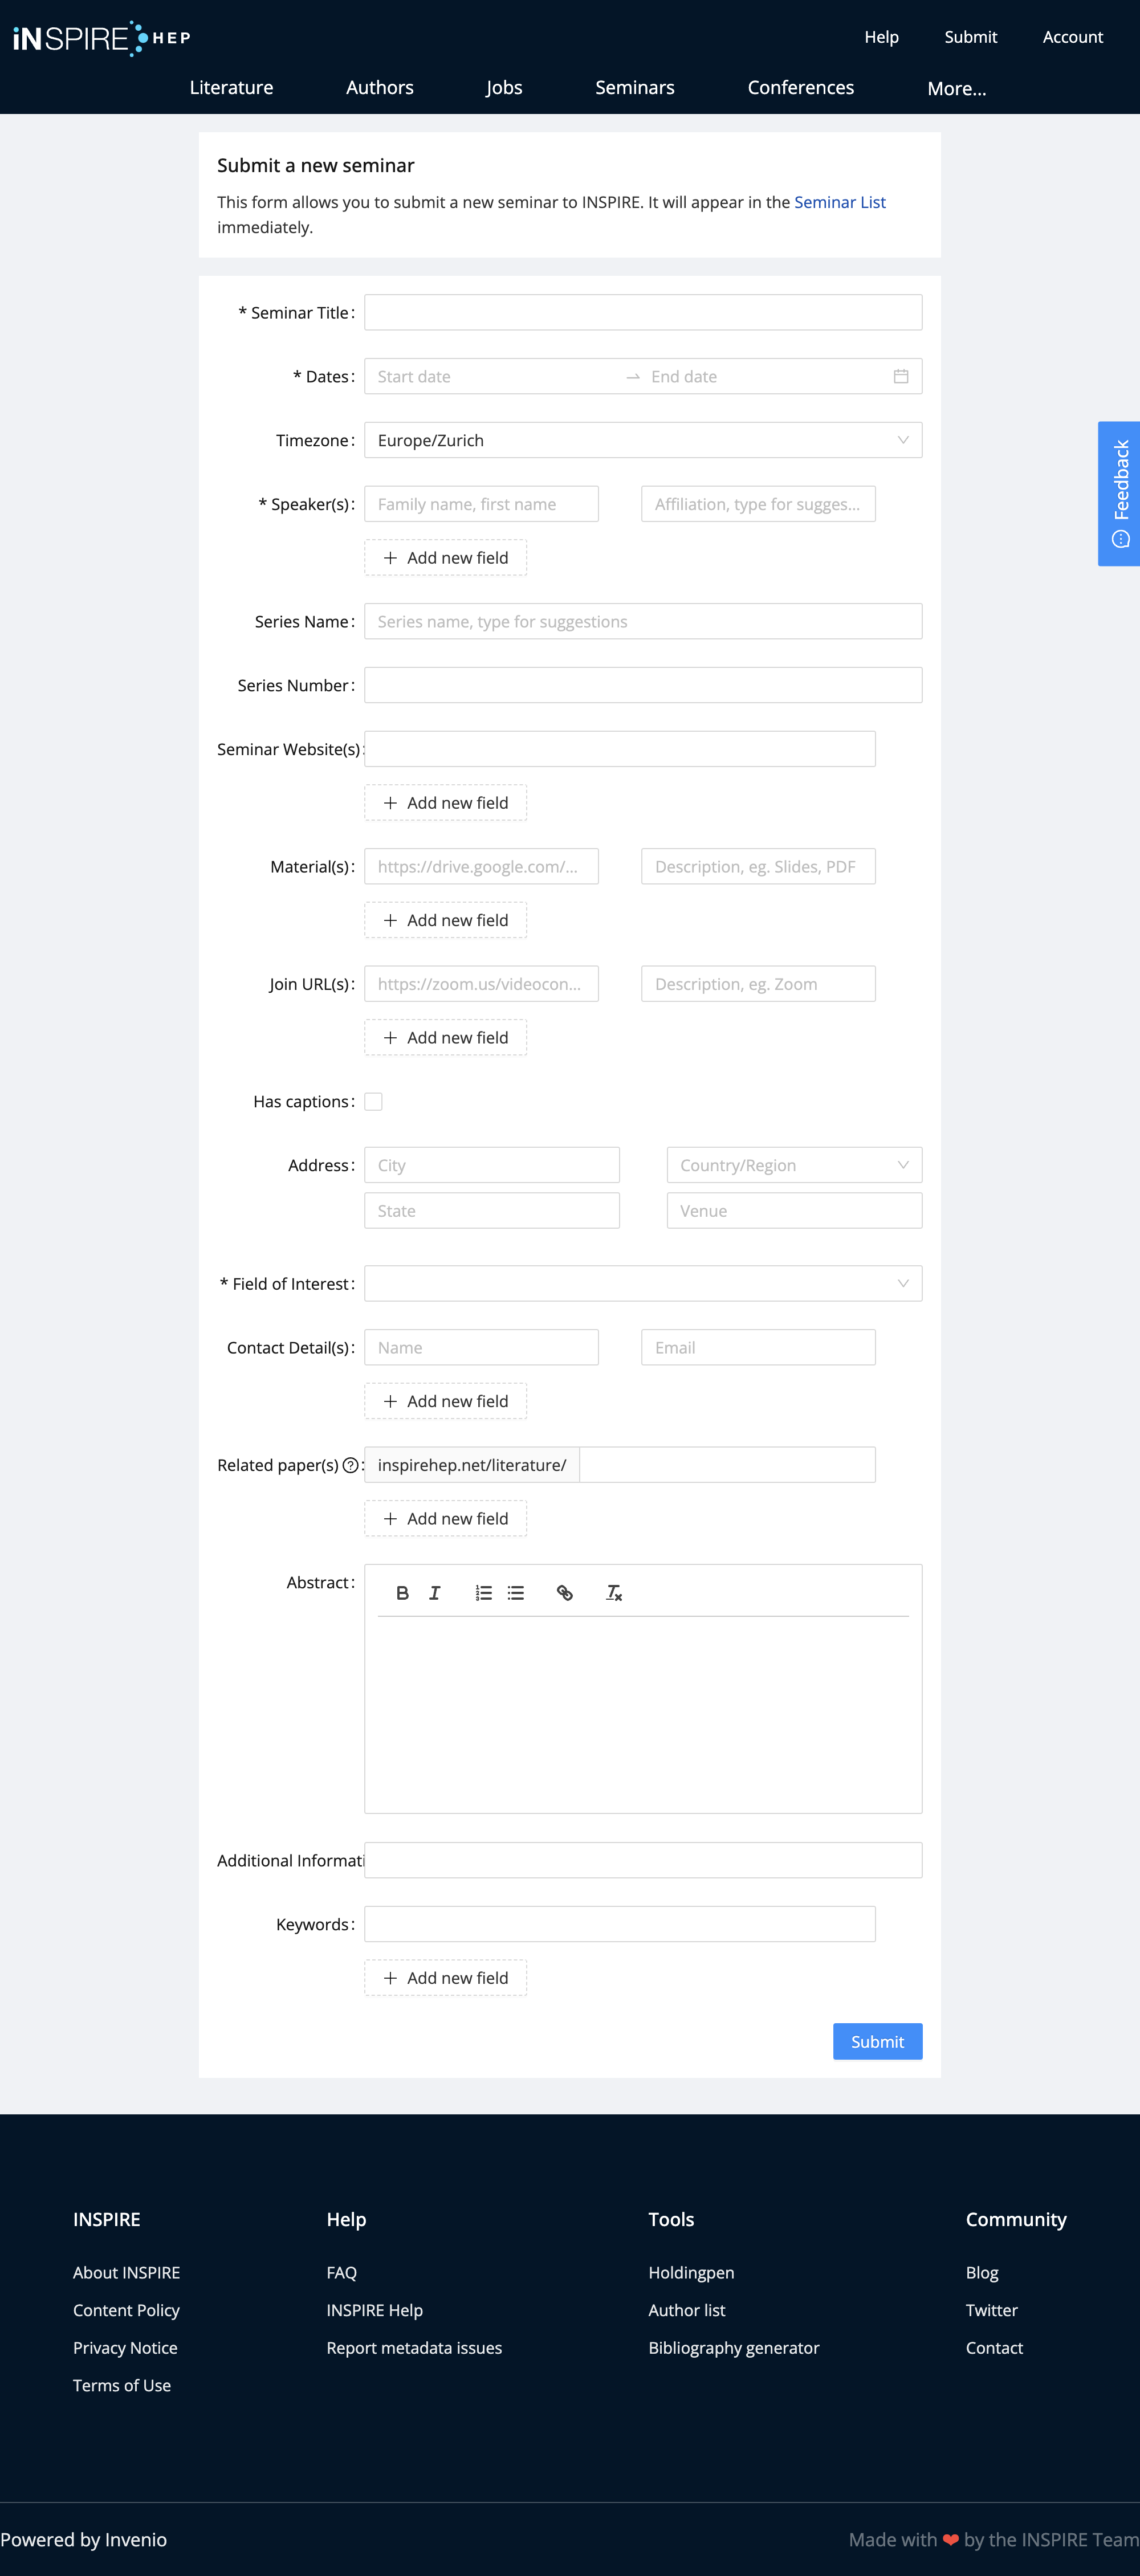 iNSPIRE HEP
Help
Submit
Account
Literature
Authors
Jobs
Seminars
Conferences
More...
Submit a new seminar
This form allows you to submit a new seminar to INSPIRE. It will appear in the Seminar List
immediately.
* Seminar Title:
* Dates:
Start date
End date
Timezone:
Europe/Zurich
* Speaker(s):
Family name, first name
Affiliation, type for sugges...
Add new field
Series Name:
Series name, type for suggestions
Series Number:
Seminar Website(s):
Add new field
Material(s):
https://drive.google.com/...
Description, eg. Slides, PDF
Add new field
Join URL(s):
https://zoom.us/videocon...
Description, eg. Zoom
Add new field
Has captions:
Address:
City
Country/Region
State
Venue
* Field of Interest:
Contact Detail(s):
Name
Email
Add new field
Related paper(s) :
inspirehep.net/literature/
Add new field
Abstract:
Additional Informati
Keywords:
Add new field
Submit
Feedback
INSPIRE
About INSPIRE
Content Policy
Privacy Notice
Terms of Use
Help
FAQ
INSPIRE Help
Report metadata issues
Tools
Holdingpen
Author list
Bibliography generator
Community
Blog
Twitter
Contact
Powered by Invenio
Made with ❤ by the INSPIRE Team